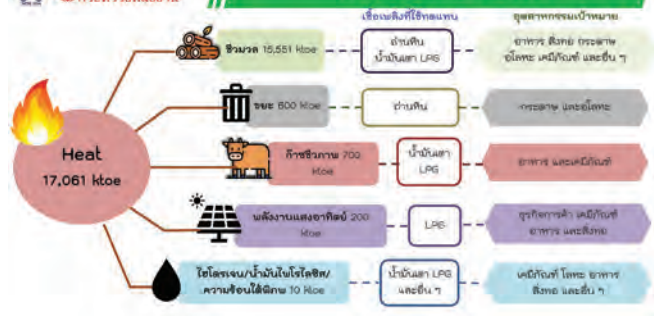 เชื้อเพลิงที่ใช้ทดแทน
อุตสาหกรรมเป้าหมาย
Heat
17,061 ktoe
ชีวมวล 15,551 ktoe
ถ่านหิน
น้ำมันเตา LPG
อาหาร สิ่งทอ กระดาษ
อโลหะ เคมีภัณฑ์ และอื่น ๆ
ขยะ 600 ktoe
ถ่านหิน
กระดาษ และอโลหะ
ก๊าซชีวภาพ 700
ktoe
น้ำมันเตา
LPG
อาหาร และเคมีภัณฑ์
พลังงานแสงอาทิตย์ 200
ktoe
LPG
ธุรกิจการค้า เคมีภัณฑ์
อาหาร และสิ่งทอ
ไฮโดรเจน/น้ำมันไพโรไลซิส/
ความร้อนใต้พิภพ 10 ktoe
น้ำมันเตา LPG
และอื่น ๆ
เคมีภัณฑ์ โลหะ อาหาร
สิ่งทอ และอื่น ๆ